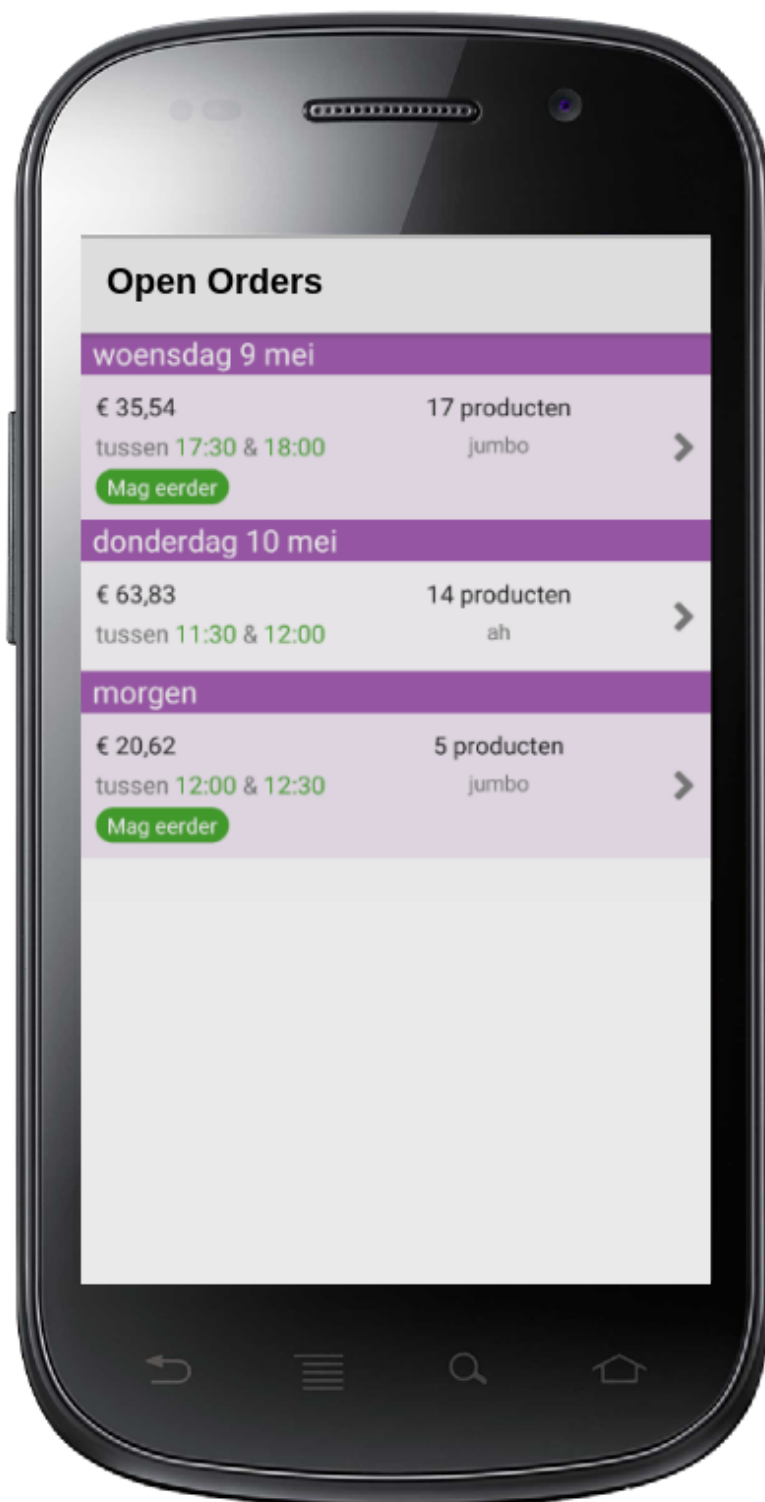 Open Orders
woensdag 9 mei
€ 35,54 17 producten
tussen 17:30 & 18:00 jumbo
Mag eerder
donderdag 10 mei
€ 63,83 14 producten
tussen 11:30 & 12:00 ah
morgen
€ 20,62 5 producten
tussen 12:00 & 12:30 jumbo
Mag eerder